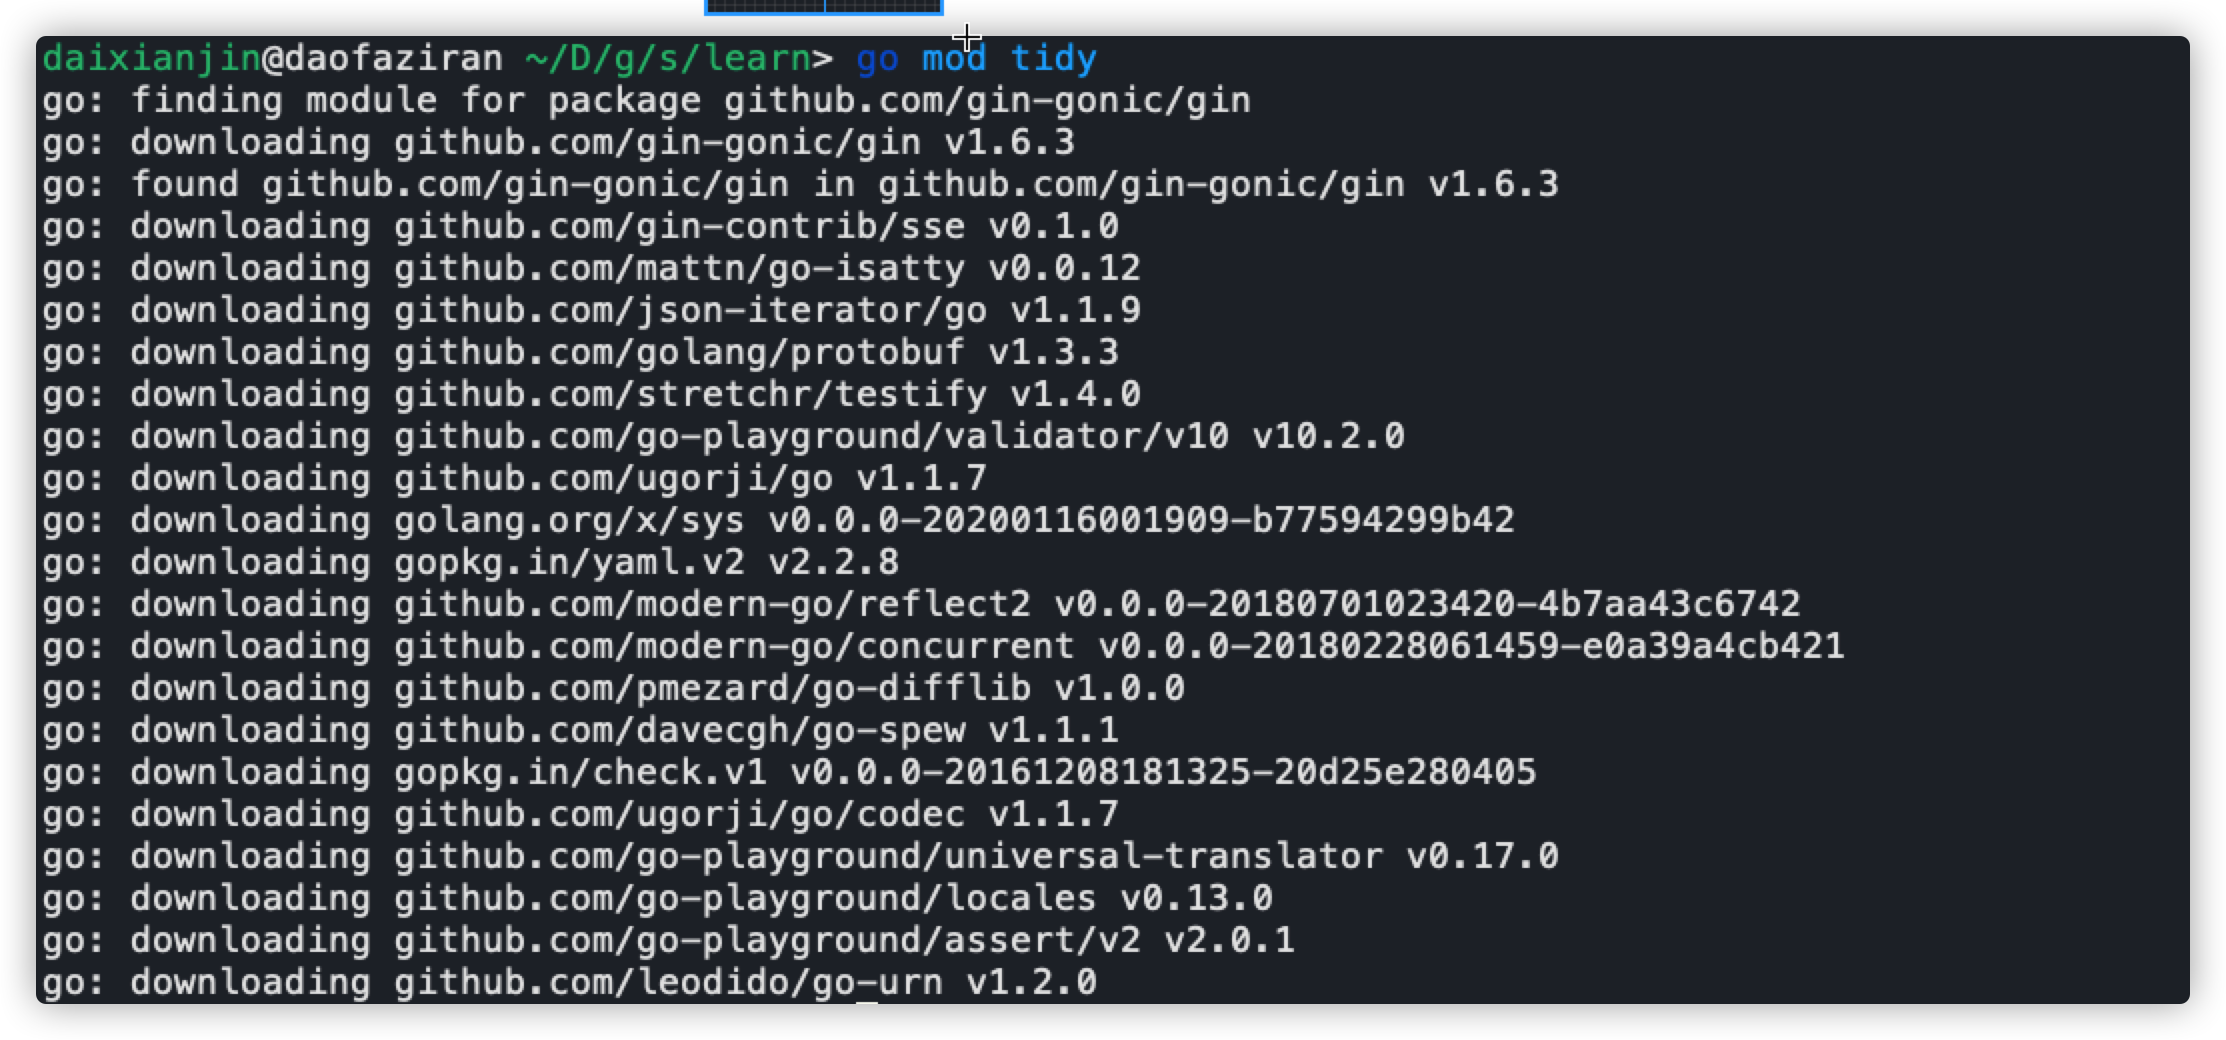 daixianjin@daofaziran ~/D/g/s/learn> go mod tidy
go: finding module for package github.com/gin-gonic/gin
go: downloading github.com/gin-gonic/gin v1.6.3
go: found github.com/gin-gonic/gin in github.com/gin-gonic/gin v1.6.3
go: downloading github.com/gin-contrib/sse v0.1.0
go: downloading github.com/mattn/go-isatty v0.0.12
go: downloading github.com/json-iterator/go v1.1.9
go: downloading github.com/golang/protobuf v1.3.3
go: downloading github.com/stretchr/testify v1.4.0
go: downloading github.com/go-playground/validator/v10 v10.2.0
go: downloading github.com/ugorji/go v1.1.7
go: downloading golang.org/x/sys v0.0.0-20200116001909-b77594299b42
go: downloading gopkg.in/yaml.v2 v2.2.8
go: downloading github.com/modern-go/reflect2 v0.0.0-20180701023420-4b7aa43c6742
go: downloading github.com/modern-go/concurrent v0.0.0-20180228061459-e0a39a4cb421
go: downloading github.com/pmezard/go-difflib v1.0.0
go: downloading github.com/davecgh/go-spew v1.1.1
go: downloading gopkg.in/check.v1 v0.0.0-20161208181325-20d25e280405
go: downloading github.com/ugorji/go/codec v1.1.7
go: downloading github.com/go-playground/universal-translator v0.17.0
go: downloading github.com/go-playground/locales v0.13.0
go: downloading github.com/go-playground/assert/v2 v2.0.1
go: downloading github.com/leodido/go-urn v1.2.0